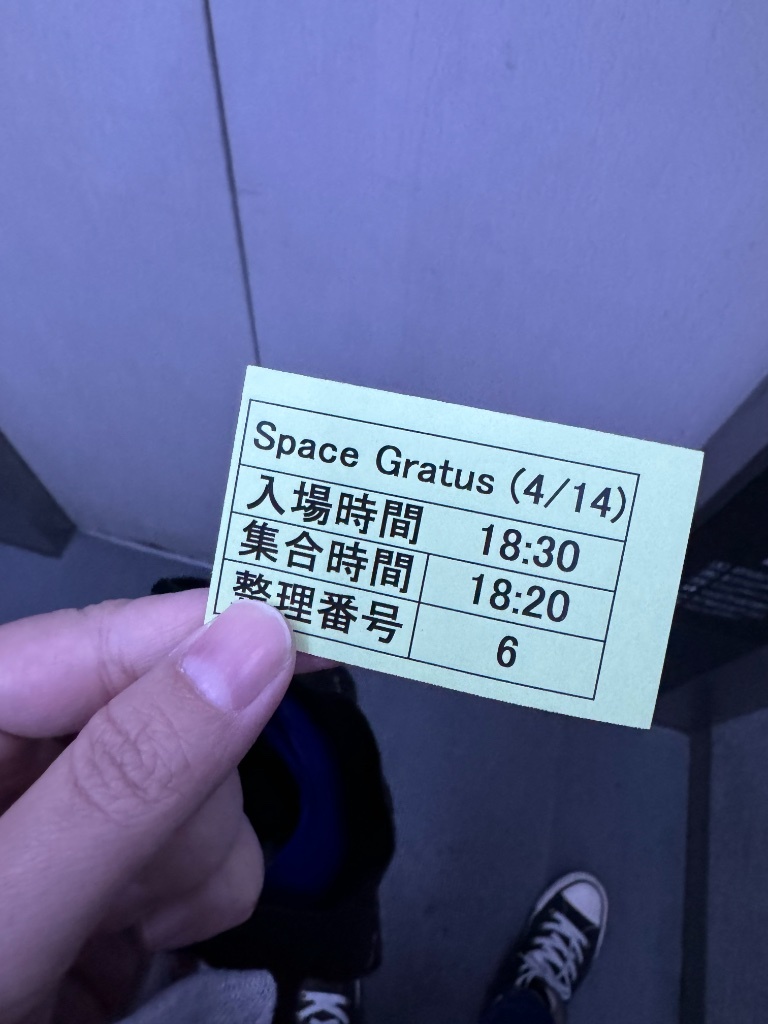 Space Gratus (4/14)
入場時間 18:30
集合時間 18:20
整理番号 6